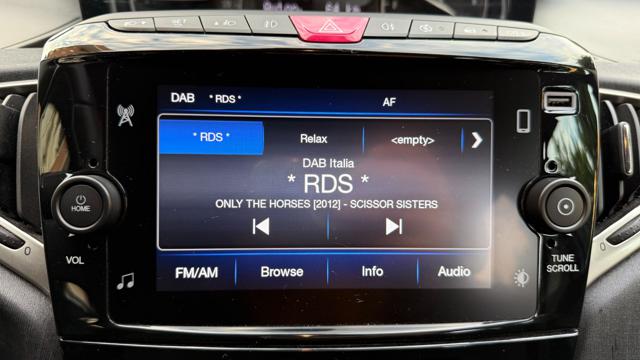 DAB * RDS * AF
* RDS * Relax <empty>
DAB Italia
* RDS *
ONLY THE HORSES [2012] - SCISSOR SISTERS
HOME
VOL
TUNE
SCROLL
FM/AM Browse Info Audio